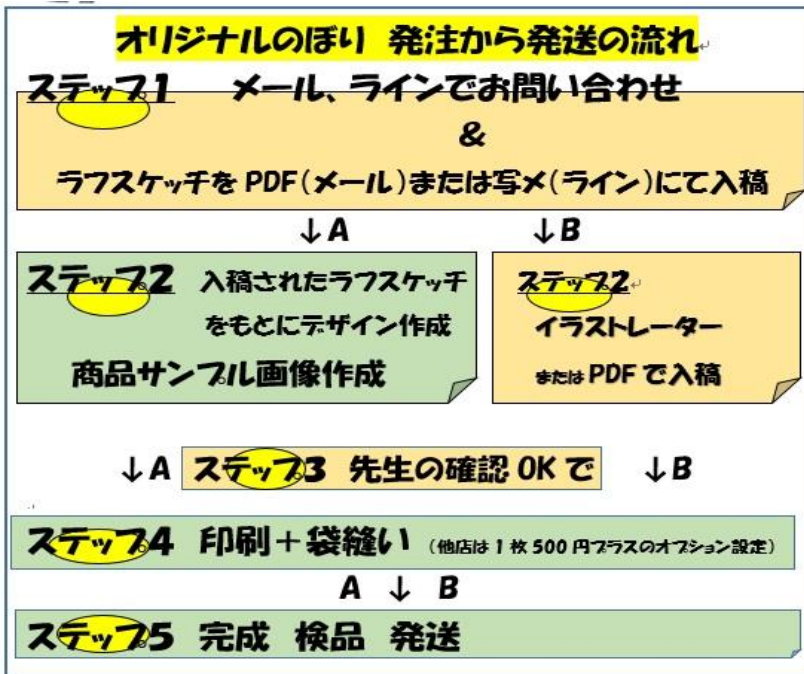 オリジナルのぼり 発注から発送の流れ
ステップ1 メール、ラインでお問い合わせ
&
ラフスケッチをPDF(メール)または写メ(ライン)にて入稿
↓A ↓B
ステップ2 入稿されたラフスケッチ
をもとにデザイン作成
商品サンプル画像作成
ステップ2
イラストレーター
またはPDFで入稿
↓A ステップ3 先生の確認OKで ↓B
ステップ4 印刷+袋縫い (他店は1枚500円プラスのオプション設定)
A ↓ B
ステップ5 完成 検品 発送